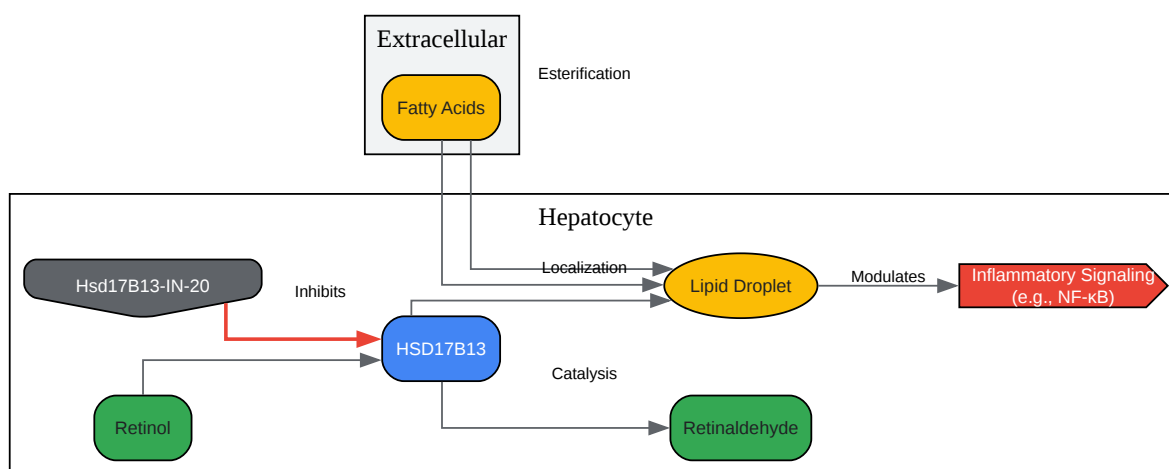 Extracellular
Esterification
Fatty Acids
Hepatocyte
Hsd17B13-IN-20
Inhibits
Localization
Lipid Droplet
Modulates
Inflammatory Signaling
(e.g., NF-κB)
HSD17B13
Catalysis
Retinol
Retinaldehyde